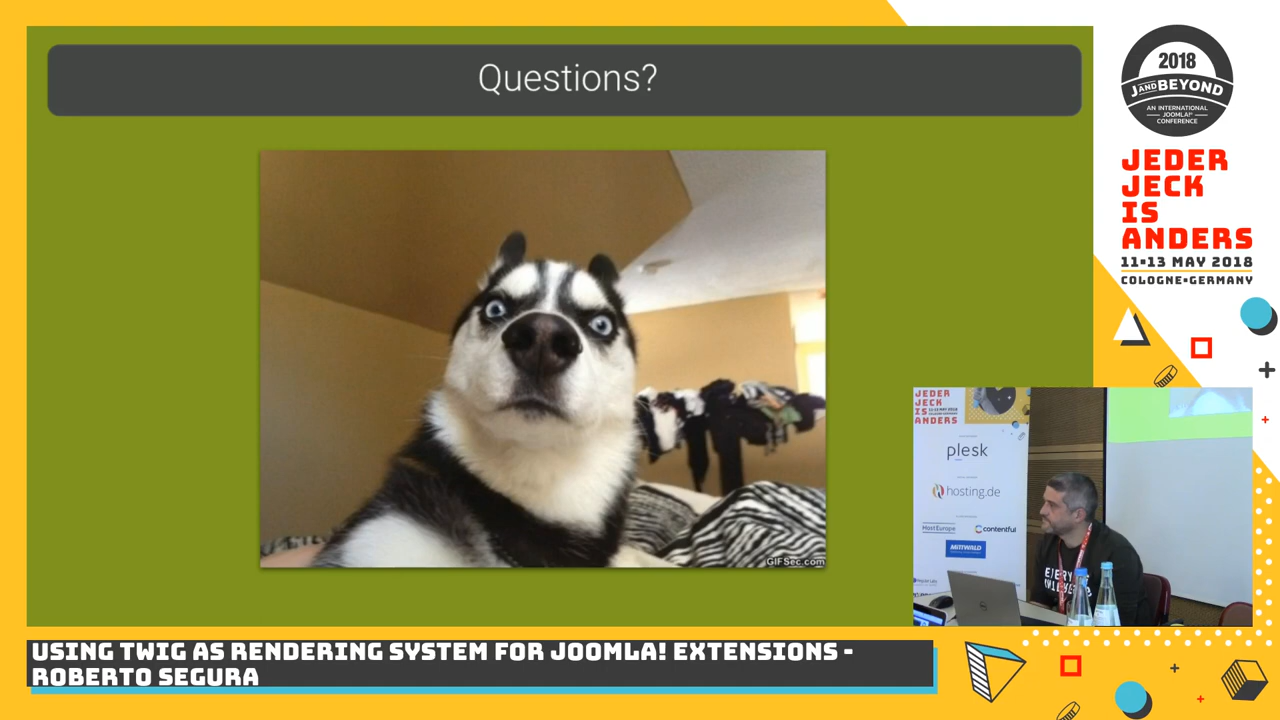 Questions?
GIFSec.com
2018
J AND BEYOND
AN INTERNATIONAL
JOOMLA!®
CONFERENCE
JEDER
JECK
IS
ANDERS
11-13 MAY 2018
COLOGNE-GERMANY
JEDER
JECK
IS
ANDERS
plesk
hosting.de
HostEurope
contentful
MITTWALD
USING TWIG AS RENDERING SYSTEM FOR JOOMLA! EXTENSIONS -
ROBERTO SEGURA